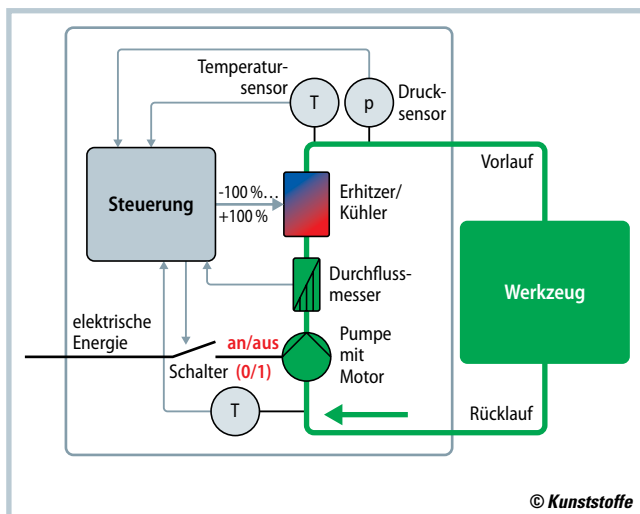 Temperatur-
sensor
T
p
Druck-
sensor
Vorlauf
Steuerung
-100 %...
+100 %
Erhitzer/
Kühler
Durchfluss-
messer
Werkzeug
elektrische
Energie
an/aus
Schalter (0/1)
Pumpe
mit
Motor
T
Rücklauf
© Kunststoffe